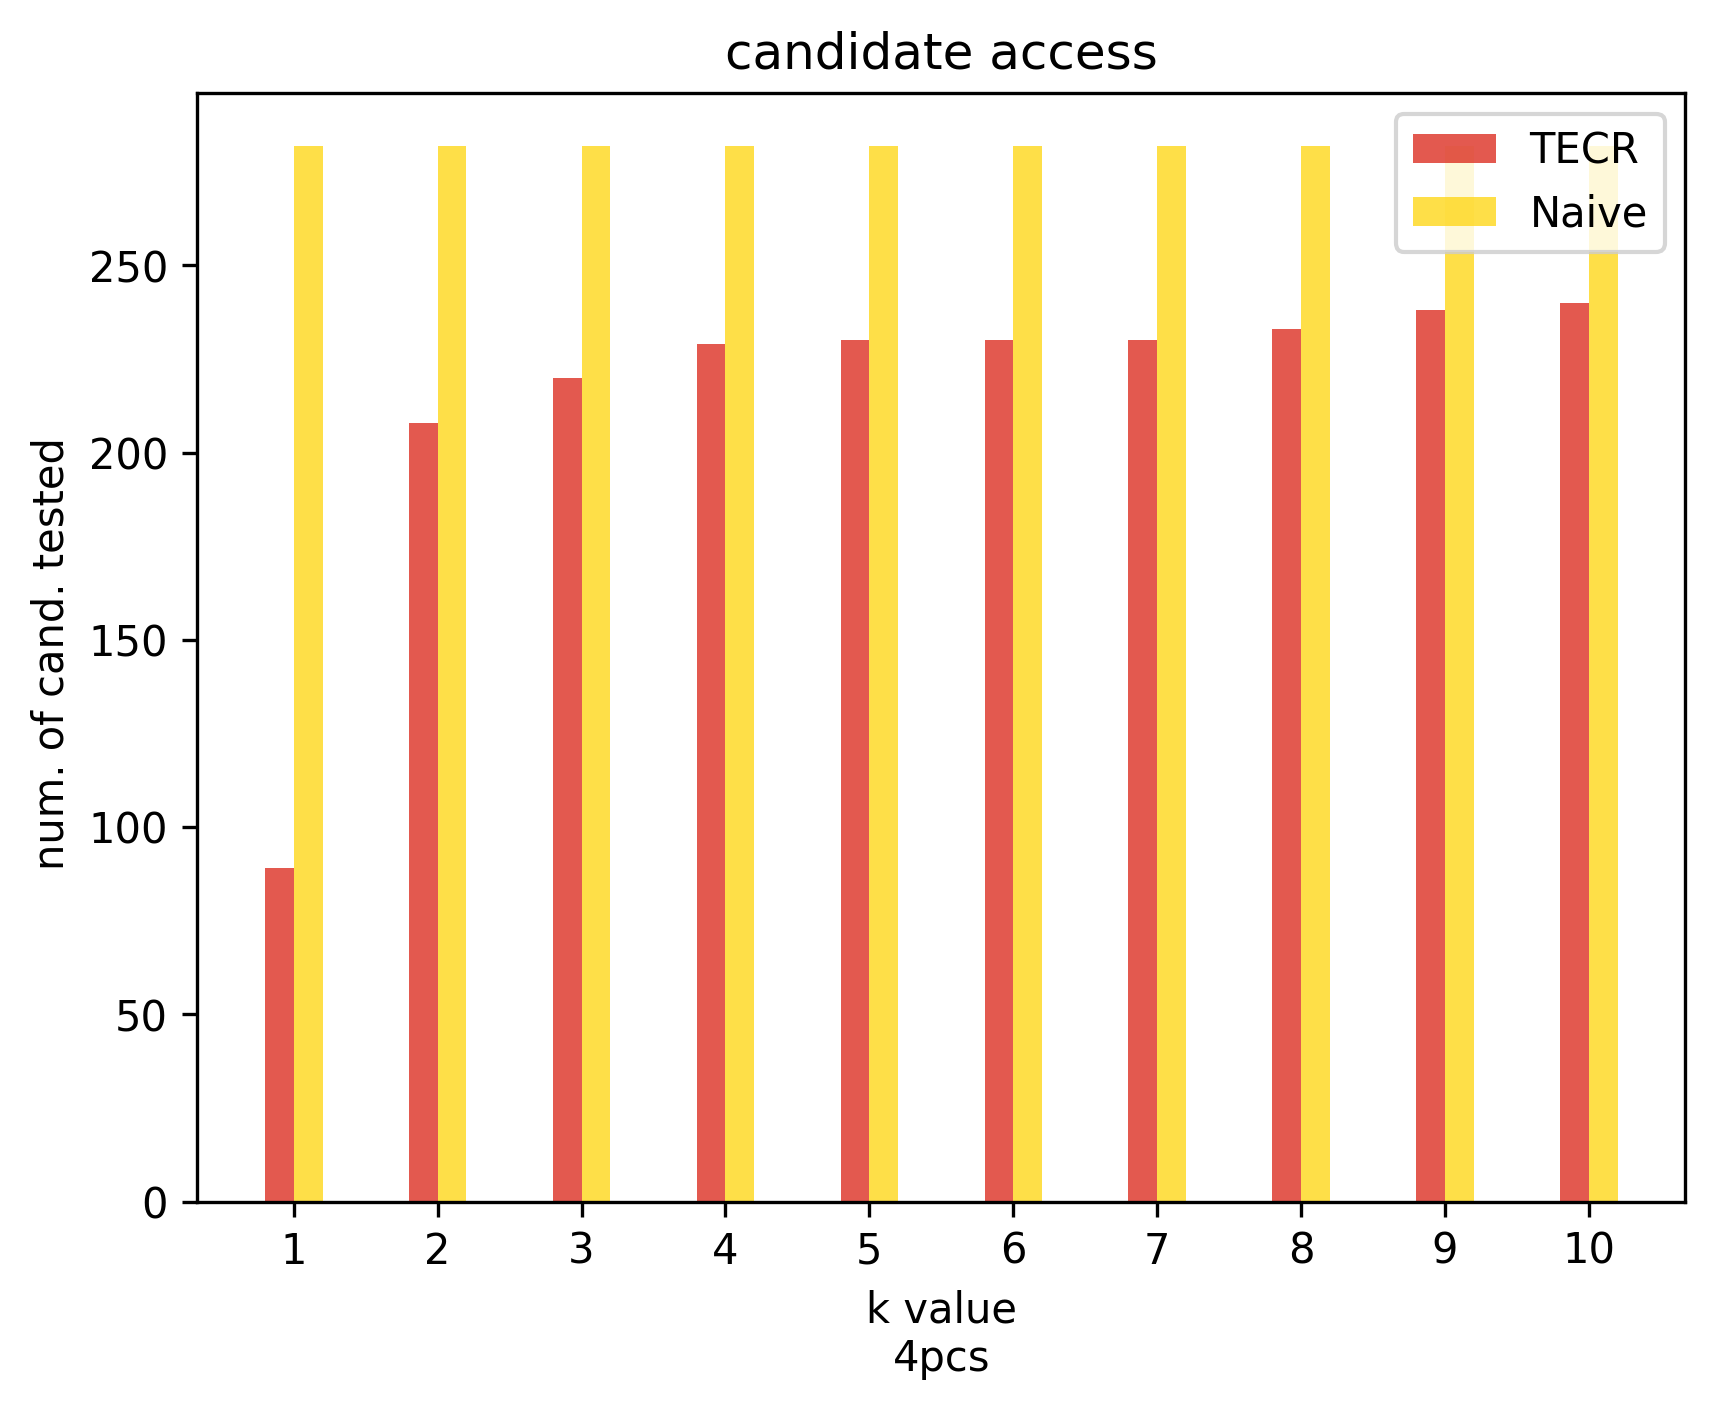 candidate access
TECR
Naive
num. of cand. tested
250
200
150
100
50
0
1 2 3 4 5 6 7 8 9 10
k value
4pcs